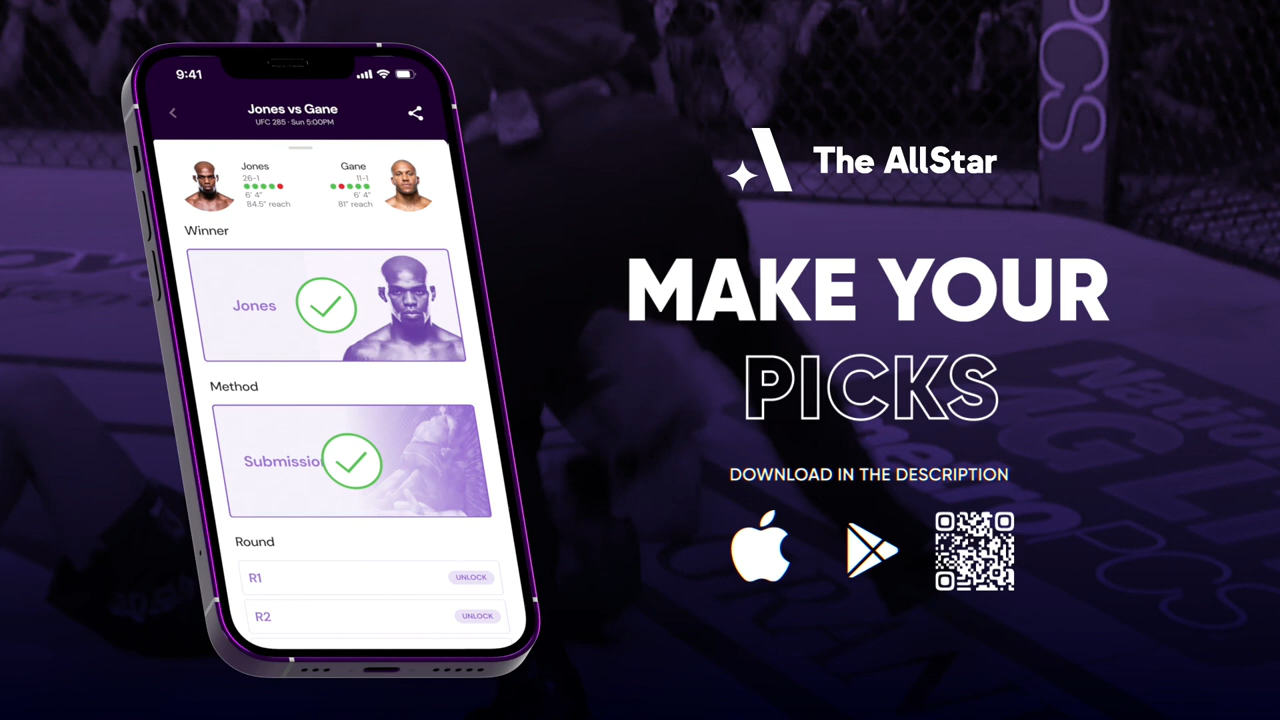 9:41
Jones vs Gane
UFC 285 · Sun 5:00PM
Jones
26-1
6' 4"
84.5" reach
Gane
11-1
6' 4"
81" reach
Winner
Jones
Method
Submissio
Round
R1
UNLOCK
R2
UNLOCK
The AllStar
MAKE YOUR
PICKS
DOWNLOAD IN THE DESCRIPTION
PCS